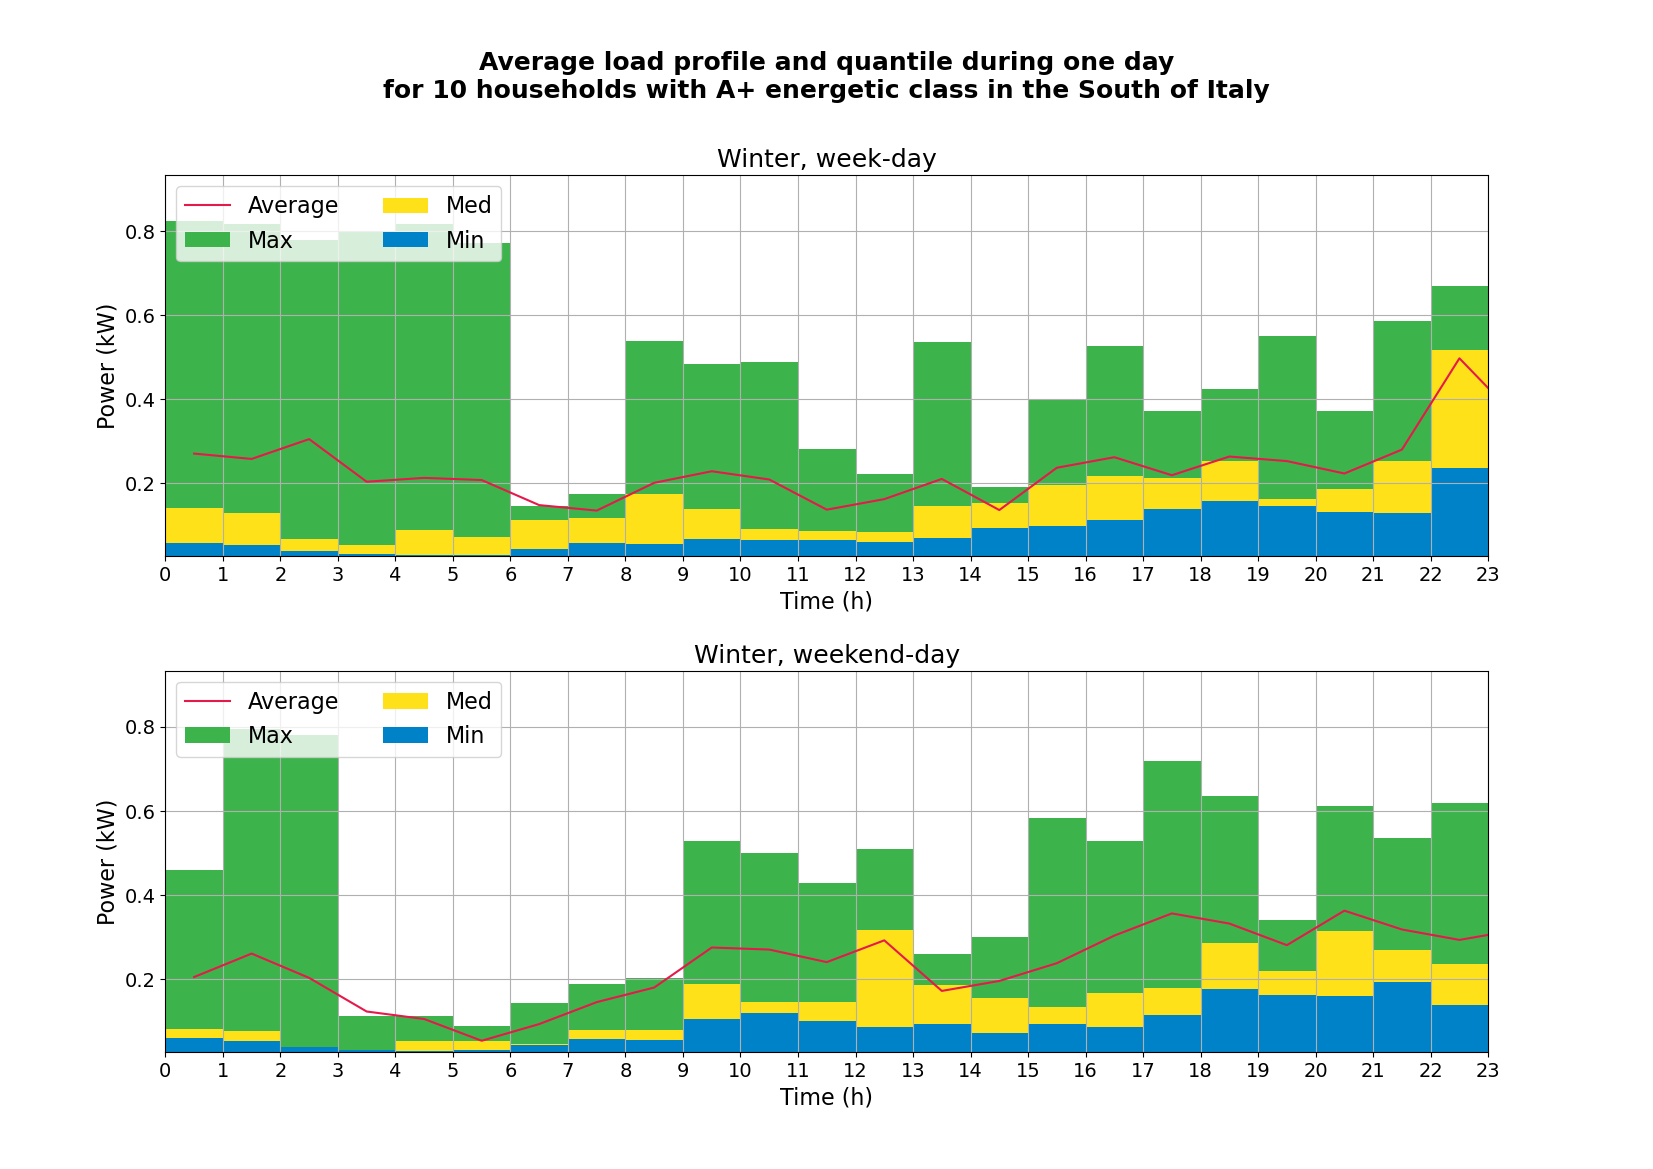 Average load profile and quantile during one day
for 10 households with A+ energetic class in the South of Italy
Winter, week-day
Average Med
Max Min
0.8
0.6
0.4
0.2
Power (kW)
0 1 2 3 4 5 6 7 8 9 10 11 12 13 14 15 16 17 18 19 20 21 22 23
Time (h)
Winter, weekend-day
Average Med
Max Min
0.8
0.6
0.4
0.2
Power (kW)
0 1 2 3 4 5 6 7 8 9 10 11 12 13 14 15 16 17 18 19 20 21 22 23
Time (h)